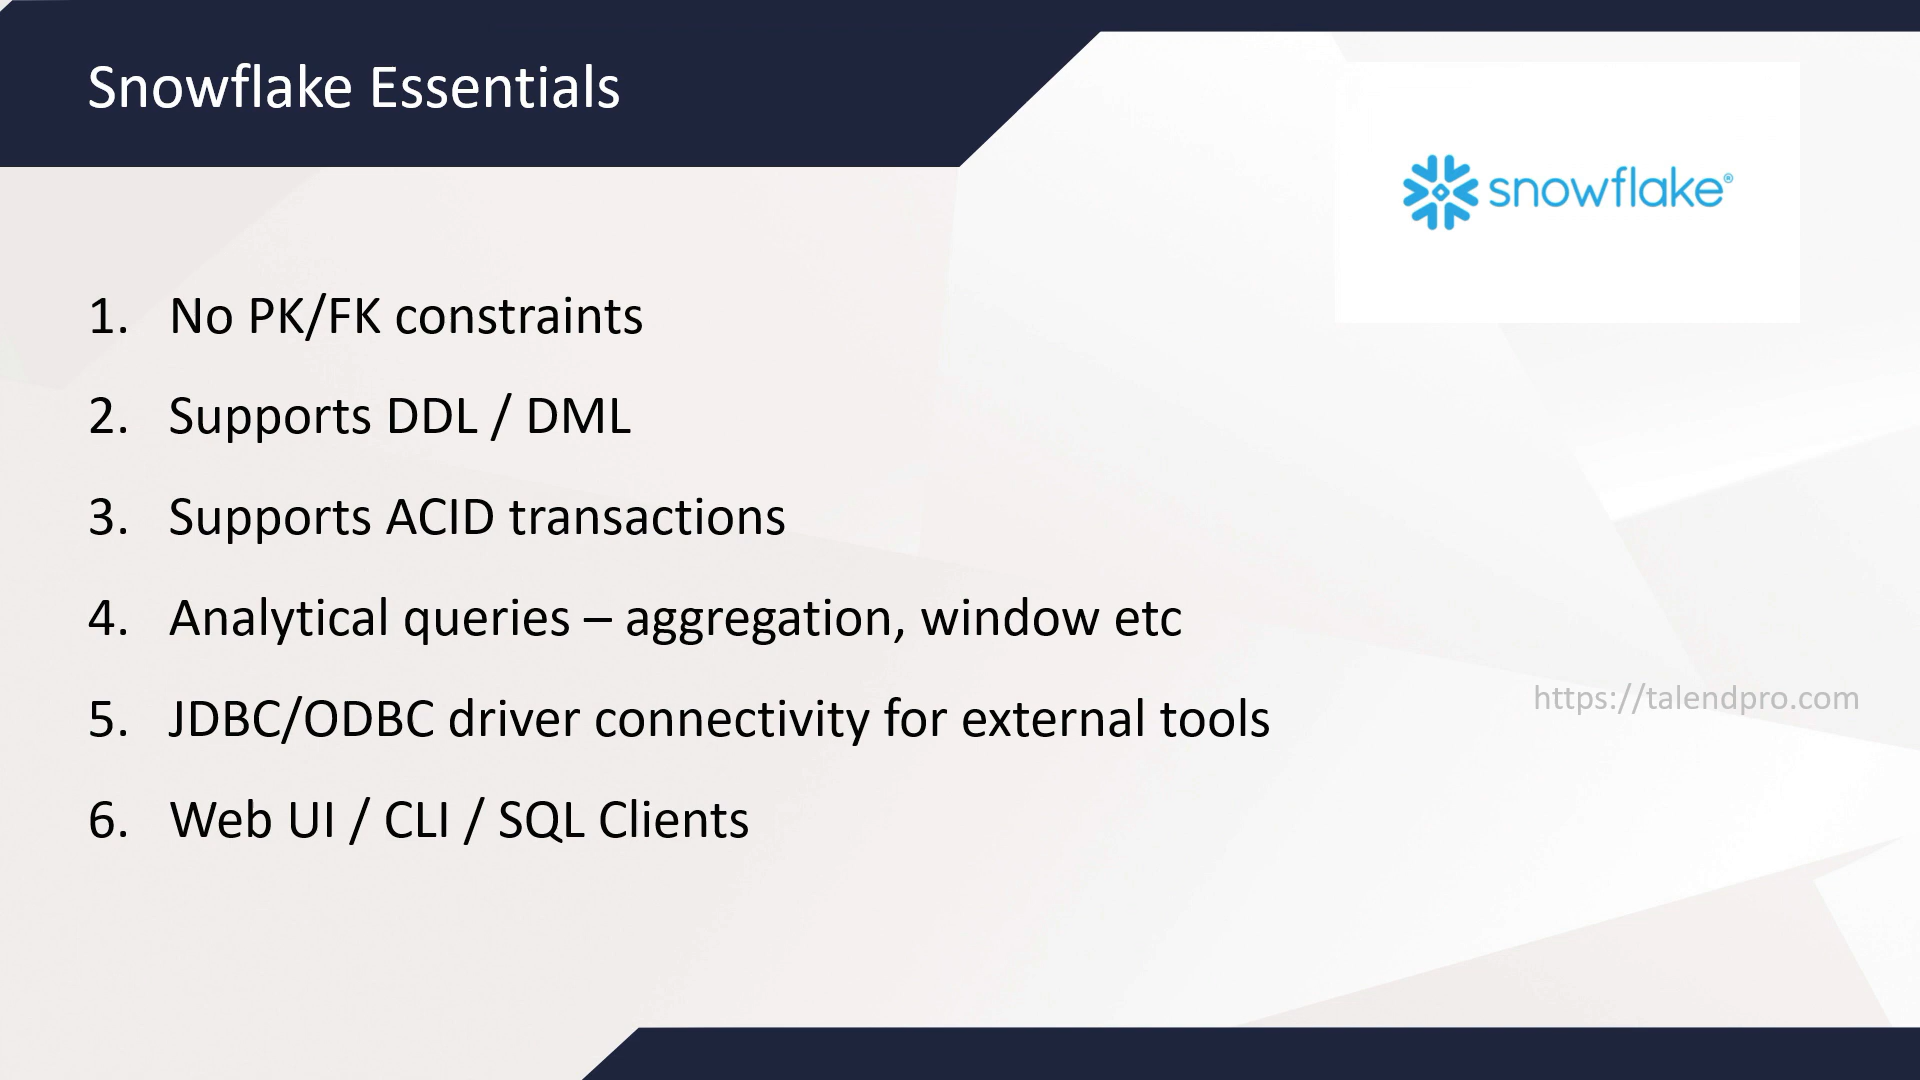 Snowflake Essentials
snowflake®
1. No PK/FK constraints
2. Supports DDL / DML
3. Supports ACID transactions
4. Analytical queries – aggregation, window etc
5. JDBC/ODBC driver connectivity for external tools
6. Web UI / CLI / SQL Clients
https://talendpro.com